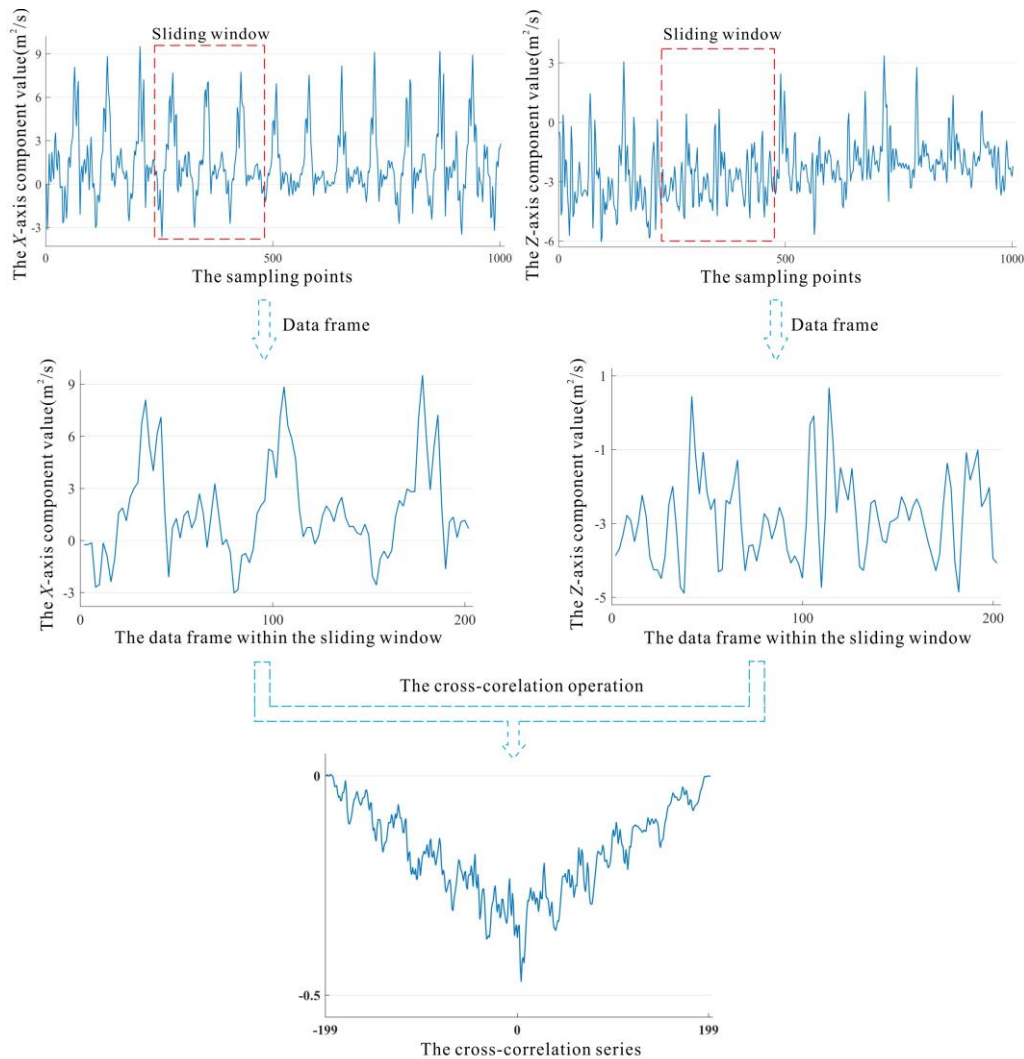 Sliding window
The X-axis component value(m²/s)
9
6
3
0
-3
0
500
1000
The sampling points
Sliding window
The Z-axis component value(m²/s)
3
0
-3
-6
0
500
1000
The sampling points
Data frame
Data frame
The X-axis component value(m²/s)
9
6
3
0
-3
0
100
200
The data frame within the sliding window
The Z-axis component value(m²/s)
1
-1
-3
-5
0
100
200
The data frame within the sliding window
The cross-corelation operation
0
-0.5
-199
0
199
The cross-correlation series